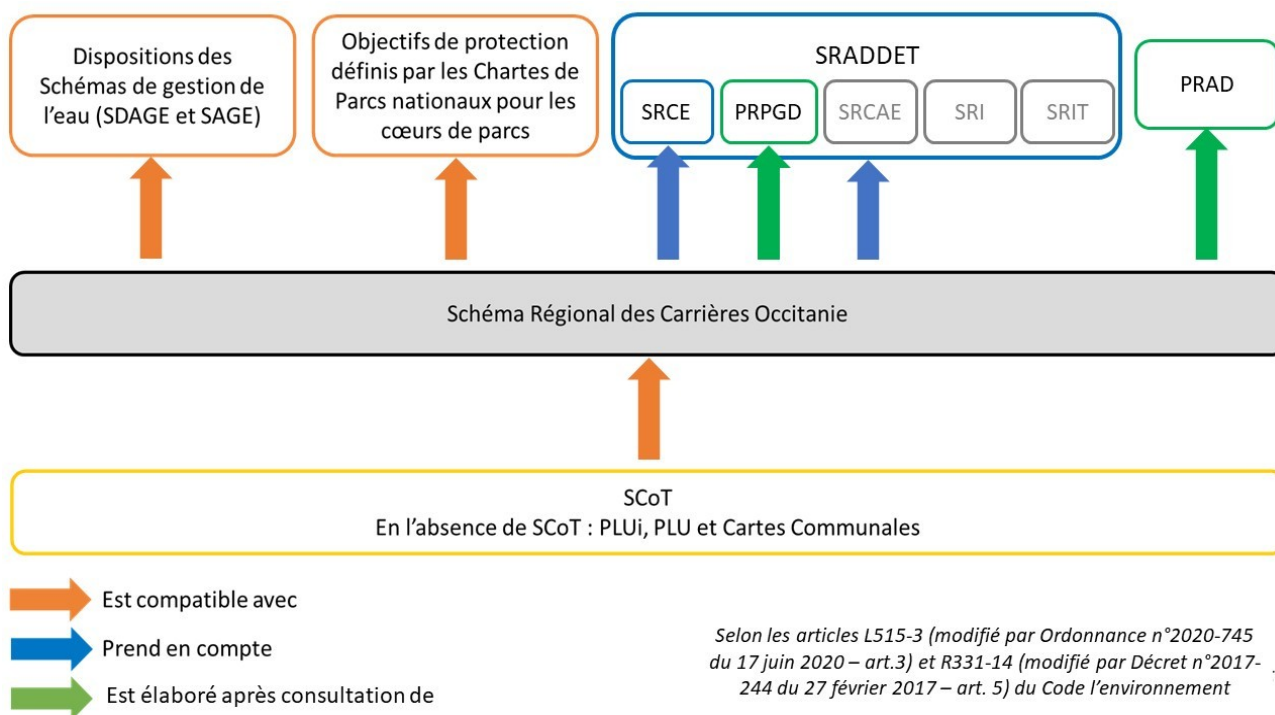 Dispositions des
Schémas de gestion de
l'eau (SDAGE et SAGE)
Objectifs de protection
définis par les Chartes de
Parcs nationaux pour les
cœurs de parcs
SRADDET
SRCE
PRPGD
SRCAE
SRI
SRIT
PRAD
Schéma Régional des Carrières Occitanie
SCoT
En l'absence de SCoT : PLUi, PLU et Cartes Communales
Est compatible avec
Prend en compte
Est élaboré après consultation de
Selon les articles L515-3 (modifié par Ordonnance n°2020-745
du 17 juin 2020 – art.3) et R331-14 (modifié par Décret n°2017-
244 du 27 février 2017 – art. 5) du Code l'environnement